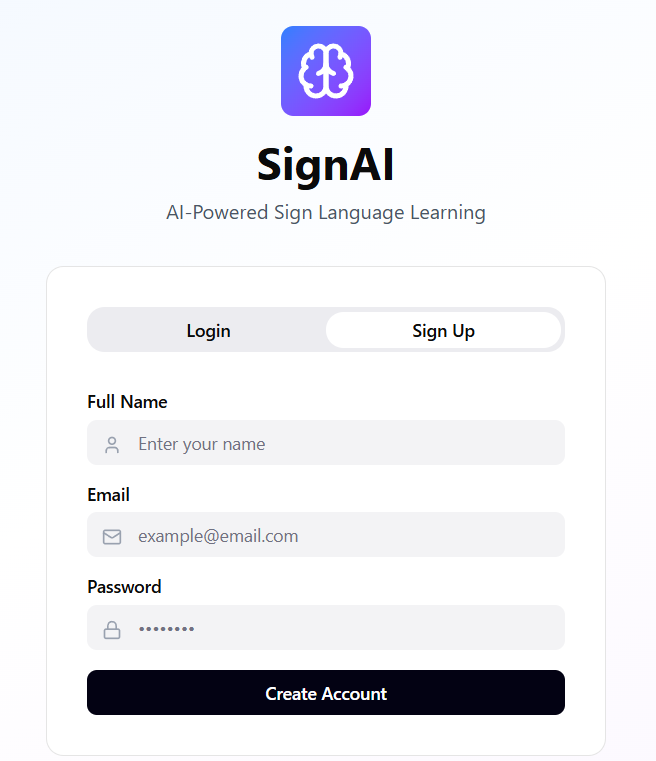 SignAI
AI-Powered Sign Language Learning
Login Sign Up
Full Name
Enter your name
Email
example@email.com
Password
••••••••
Create Account